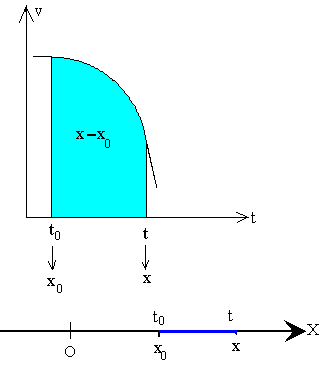 v
x-x₀
t
t₀ t
x₀ x
t₀ t
X
O x₀ x